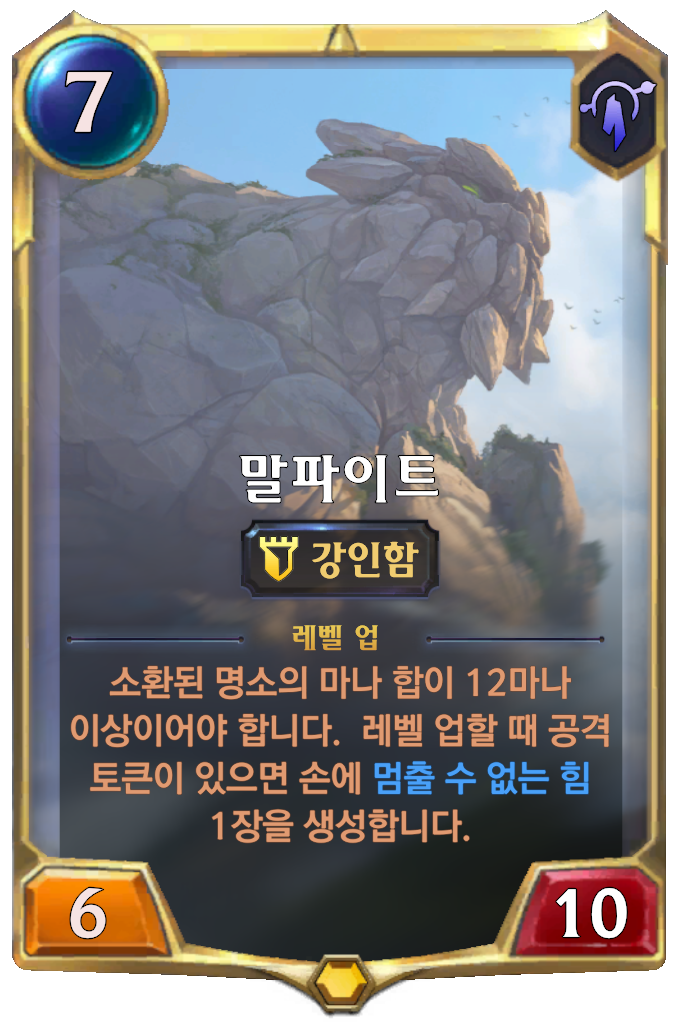 7
말파이트
강인함
레벨 업
소환된 명소의 마나 합이 12마나
이상이어야 합니다. 레벨 업할 때 공격
토큰이 있으면 손에 멈출 수 없는 힘
1장을 생성합니다.
6
10